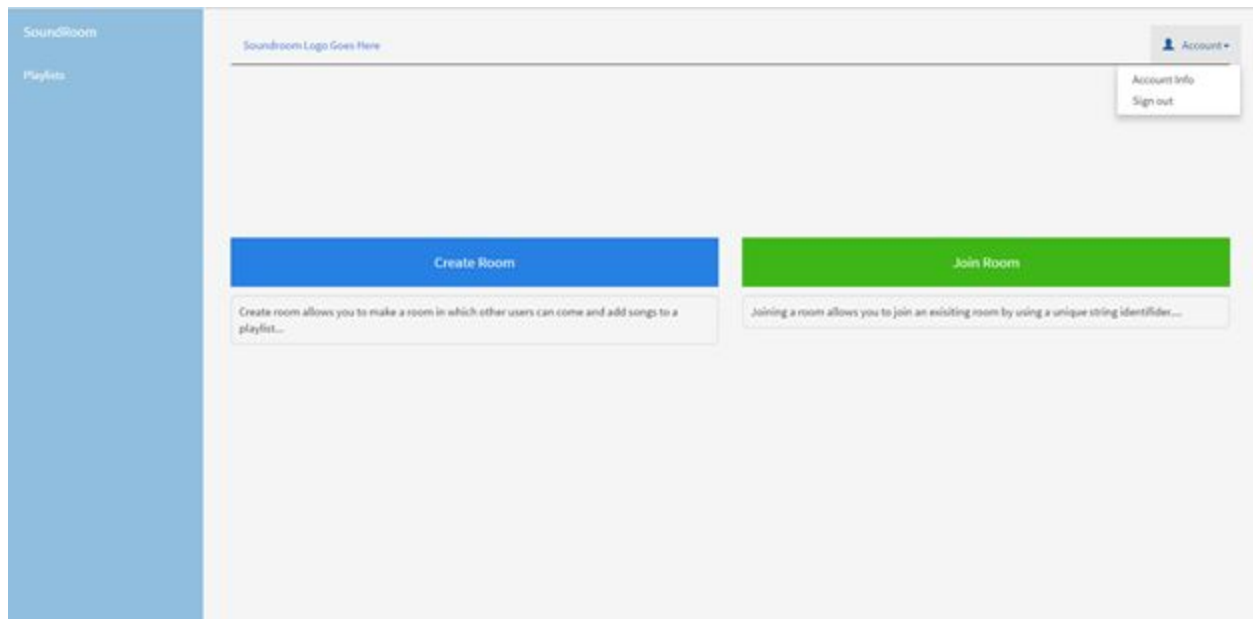 SoundRoom
Playlists
Soundroom Logo Goes Here
Account
Account Info
Sign out
Create Room
Create room allows you to make a room in which other users can come and add songs to a
playlist...
Join Room
Joining a room allows you to join an exisiting room by using a unique string identifider....